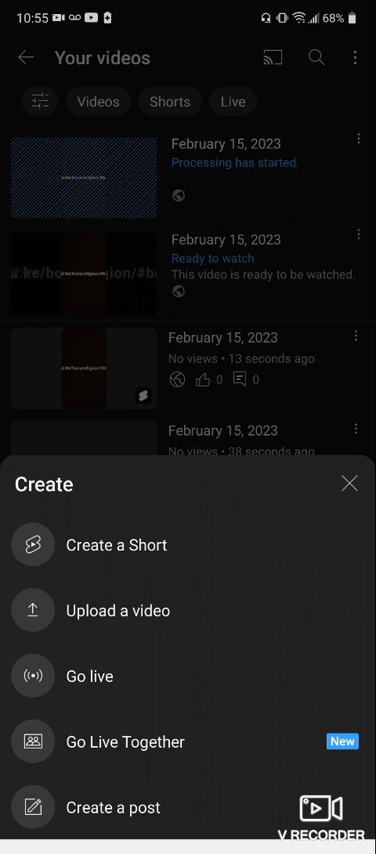 10:55 68%
Your videos
Videos Shorts Live
February 15, 2023
Processing has started.
February 15, 2023
Ready to watch
This video is ready to be watched.
February 15, 2023
No views • 13 seconds ago
0 0
February 15, 2023
No views • 38 seconds ago
Create
Create a Short
Upload a video
Go live
Go Live Together New
Create a post
V RECORDER